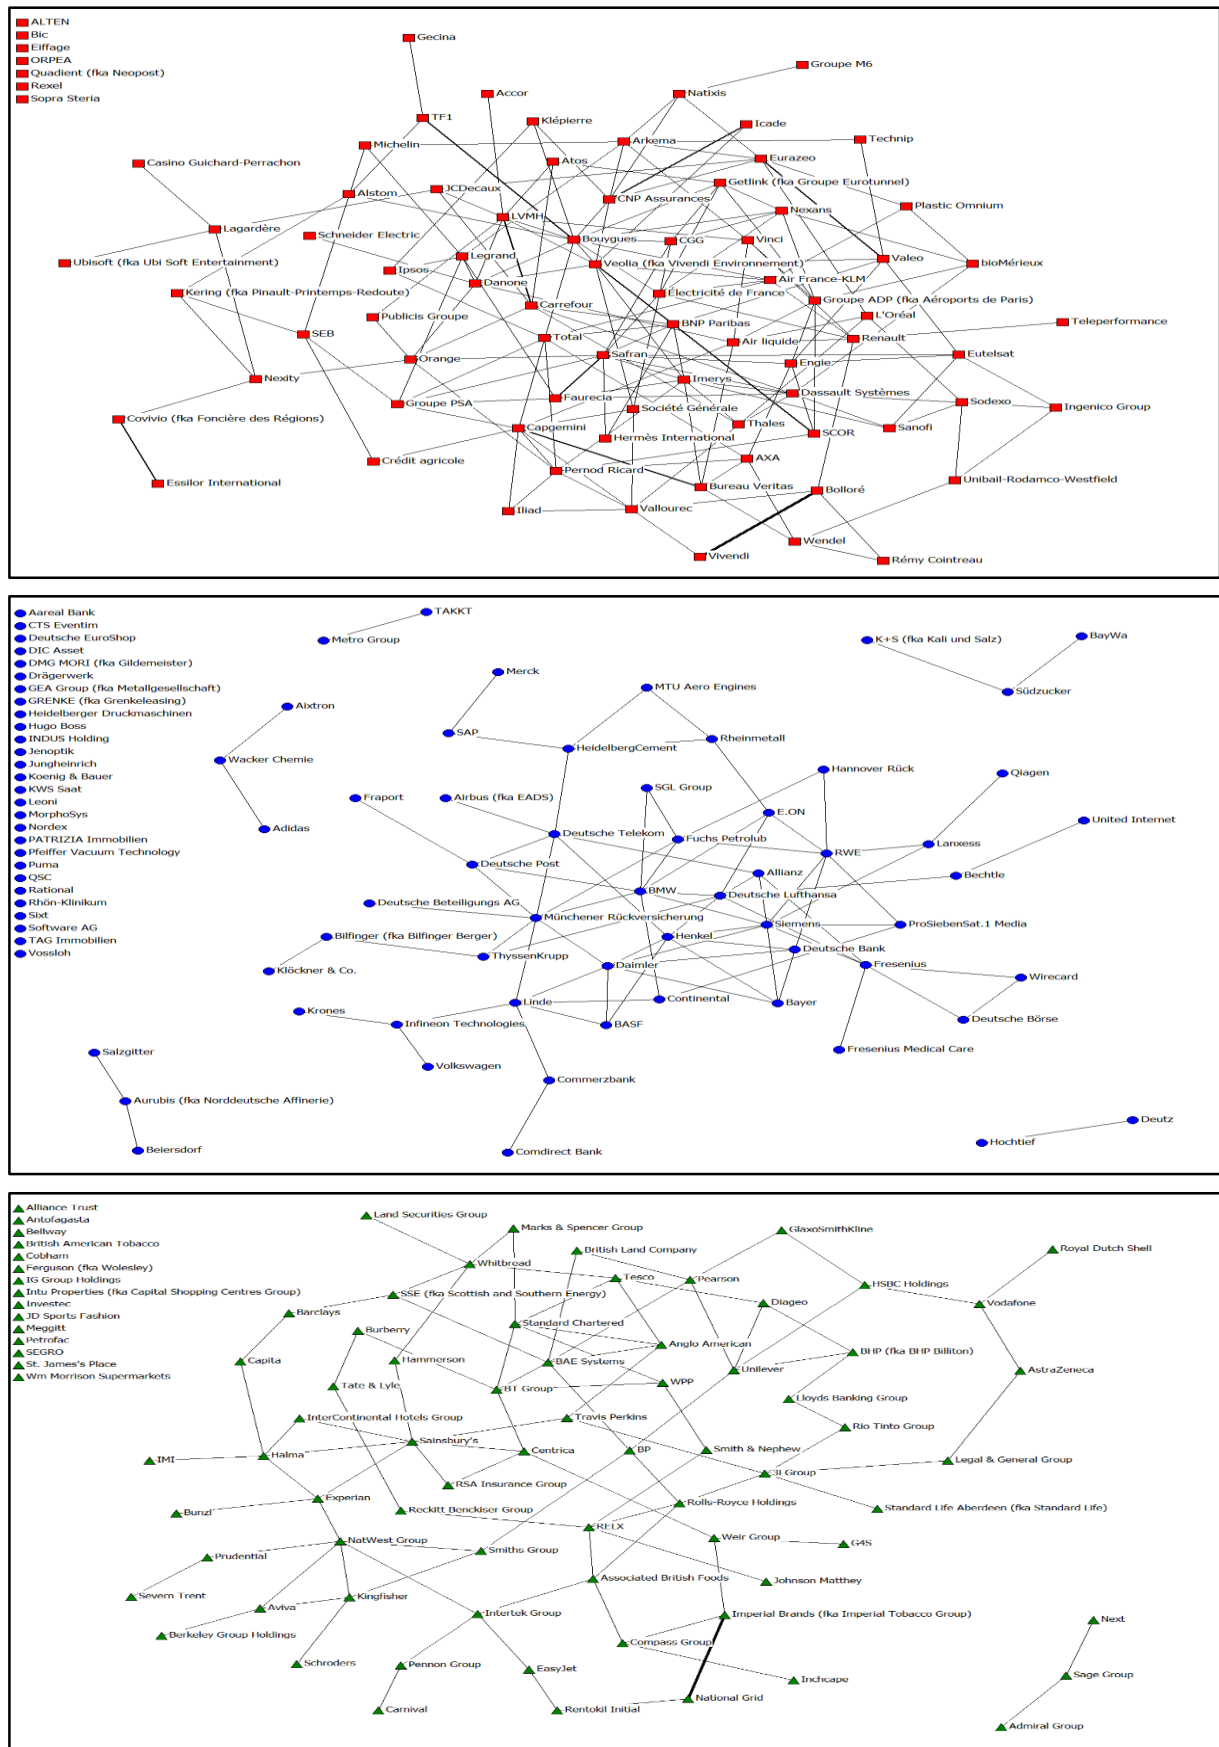 ALTEN
Bic
Eiffage
ORPEA
Quadient (fka Neopost)
Rexel
Sopra Steria
Gecina
Groupe M6
Accor
Natixis
TF1
Klépierre
Icade
Michelin
Arkema
Technip
Casino Guichard-Perrachon
Atos
Eurazeo
JCDecaux
Getlink (fka Groupe Eurotunnel)
Alstom
CNP Assurances
Plastic Omnium
LVMH
Nexans
Lagardère
Schneider Electric
Bouygues
CGG
Vinci
Ubisoft (fka Ubi Soft Entertainment)
Legrand
Veolia (fka Vivendi Environnement)
Valeo
bioMérieux
Ipsos
Air France-KLM
Kering (fka Pinault-Printemps-Redoute)
Danone
Électricité de France
Groupe ADP (fka Aéroports de Paris)
Carrefour
Publicis Groupe
L'Oréal
BNP Paribas
Teleperformance
SEB
Total
Air liquide
Renault
Orange
Safran
Engie
Eutelsat
Nexity
Imerys
Dassault Systèmes
Groupe PSA
Faurecia
Société Générale
Sodexo
Ingenico Group
Covivio (fka Foncière des Régions)
Capgemini
Hermès International
Thales
SCOR
Sanofi
Crédit agricole
AXA
Pernod Ricard
Essilor International
Bureau Veritas
Bolloré
Unibail-Rodamco-Westfield
Iliad
Vallourec
Wendel
Vivendi
Rémy Cointreau
Aareal Bank
CTS Eventim
Deutsche EuroShop
DIC Asset
DMG MORI (fka Gildemeister)
Drägerwerk
GEA Group (fka Metallgesellschaft)
GRENKE (fka Grenkeleasing)
Heidelberger Druckmaschinen
Hugo Boss
INDUS Holding
Jenoptik
Jungheinrich
Koenig & Bauer
KWS Saat
Leoni
MorphoSys
Nordex
PATRIZIA Immobilien
Pfeiffer Vacuum Technology
Puma
QSC
Rational
Rhön-Klinikum
Sixt
Software AG
TAG Immobilien
Vossloh
TAKKT
Metro Group
K+S (fka Kali und Salz)
BayWa
Merck
MTU Aero Engines
Südzucker
Aixtron
SAP
HeidelbergCement
Rheinmetall
Wacker Chemie
Hannover Rück
Qiagen
SGL Group
Fraport
Airbus (fka EADS)
E.ON
United Internet
Adidas
Deutsche Telekom
Fuchs Petrolub
Lanxess
RWE
Deutsche Post
Allianz
Bechtle
BMW
Deutsche Lufthansa
Deutsche Beteiligungs AG
Münchener Rückversicherung
Siemens
ProSiebenSat.1 Media
Bilfinger (fka Bilfinger Berger)
Henkel
Deutsche Bank
ThyssenKrupp
Klöckner & Co.
Daimler
Fresenius
Wirecard
Linde
Continental
Bayer
Krones
Infineon Technologies
BASF
Deutsche Börse
Salzgitter
Fresenius Medical Care
Volkswagen
Commerzbank
Aurubis (fka Norddeutsche Affinerie)
Deutz
Hochtief
Beiersdorf
Comdirect Bank
Alliance Trust
Antofagasta
Bellway
British American Tobacco
Cobham
Ferguson (fka Wolesley)
IG Group Holdings
Intu Properties (fka Capital Shopping Centres Group)
Investec
JD Sports Fashion
Meggitt
Petrofac
SEGRO
St. James's Place
Wm Morrison Supermarkets
Land Securities Group
Marks & Spencer Group
GlaxoSmithKline
British Land Company
Royal Dutch Shell
Whitbread
Tesco
Pearson
HSBC Holdings
SSE (fka Scottish and Southern Energy)
Diageo
Vodafone
Barclays
Standard Chartered
Burberry
Anglo American
BHP (fka BHP Billiton)
Capita
Hammerson
BAE Systems
Unilever
AstraZeneca
Tate & Lyle
BT Group
WPP
Lloyds Banking Group
InterContinental Hotels Group
Travis Perkins
Rio Tinto Group
Sainsbury's
IMI
Halma
Centrica
BP
Smith & Nephew
Legal & General Group
3I Group
RSA Insurance Group
Experian
Bunzl
Reckitt Benckiser Group
Rolls-Royce Holdings
Standard Life Aberdeen (fka Standard Life)
RELX
NatWest Group
Weir Group
G4S
Prudential
Smiths Group
Severn Trent
Kingfisher
Associated British Foods
Johnson Matthey
Aviva
Intertek Group
Imperial Brands (fka Imperial Tobacco Group)
Next
Berkeley Group Holdings
Compass Group
Schroders
Pennon Group
EasyJet
Inchcape
Sage Group
Carnival
Rentokil Initial
National Grid
Admiral Group